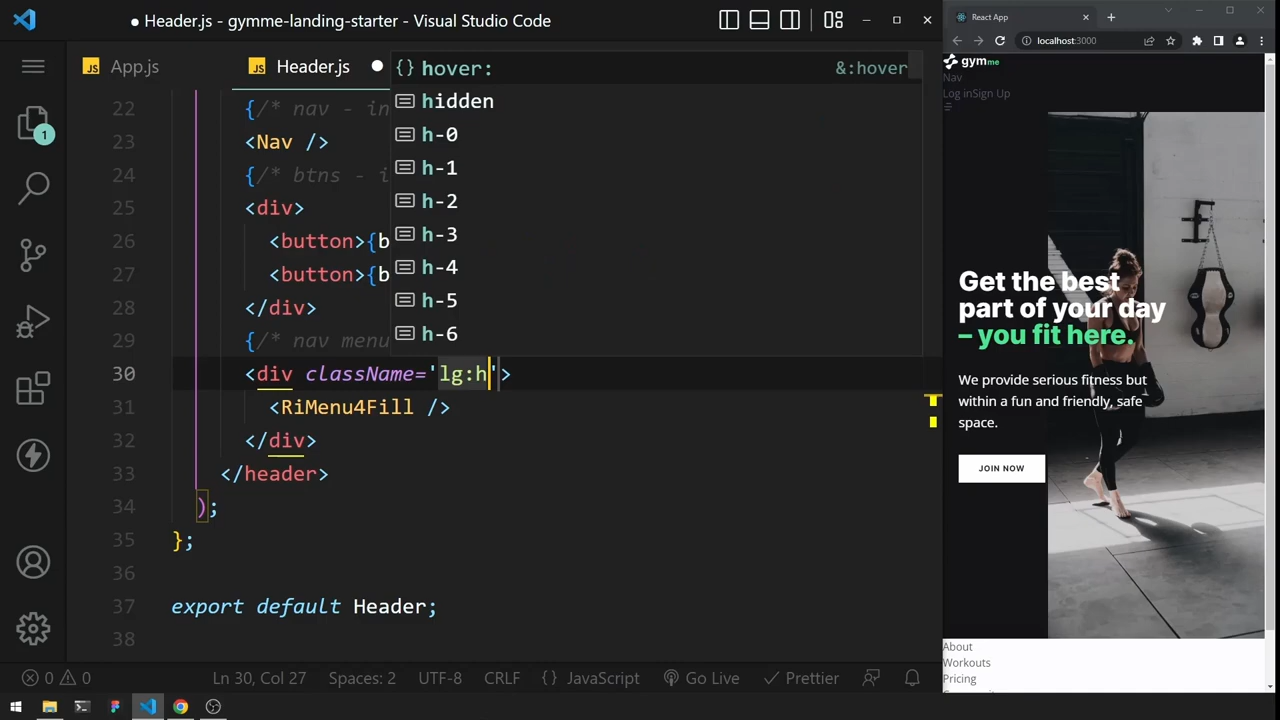 Header.js - gymme-landing-starter - Visual Studio Code
App.js
Header.js
1
22
{/* nav - in
23
<Nav />
24
{/* btns - i
25
<div>
26
<button>{b
27
<button>{b
28
</div>
29
{/* nav menu
30
<div className='lg:h'>
31
<RiMenu4Fill />
32
</div>
33
</header>
34
);
35
};
36
37
export default Header;
38
hover:
&:hover
hidden
h-0
h-1
h-2
h-3
h-4
h-5
h-6
0
0
Ln 30, Col 27
Spaces: 2
UTF-8
CRLF
{} JavaScript
Go Live
Prettier
React App
localhost:3000
gymme
Nav
Log inSign Up
Get the best
part of your day
– you fit here.
We provide serious fitness but
within a fun and friendly, safe
space.
JOIN NOW
About
Workouts
Pricing